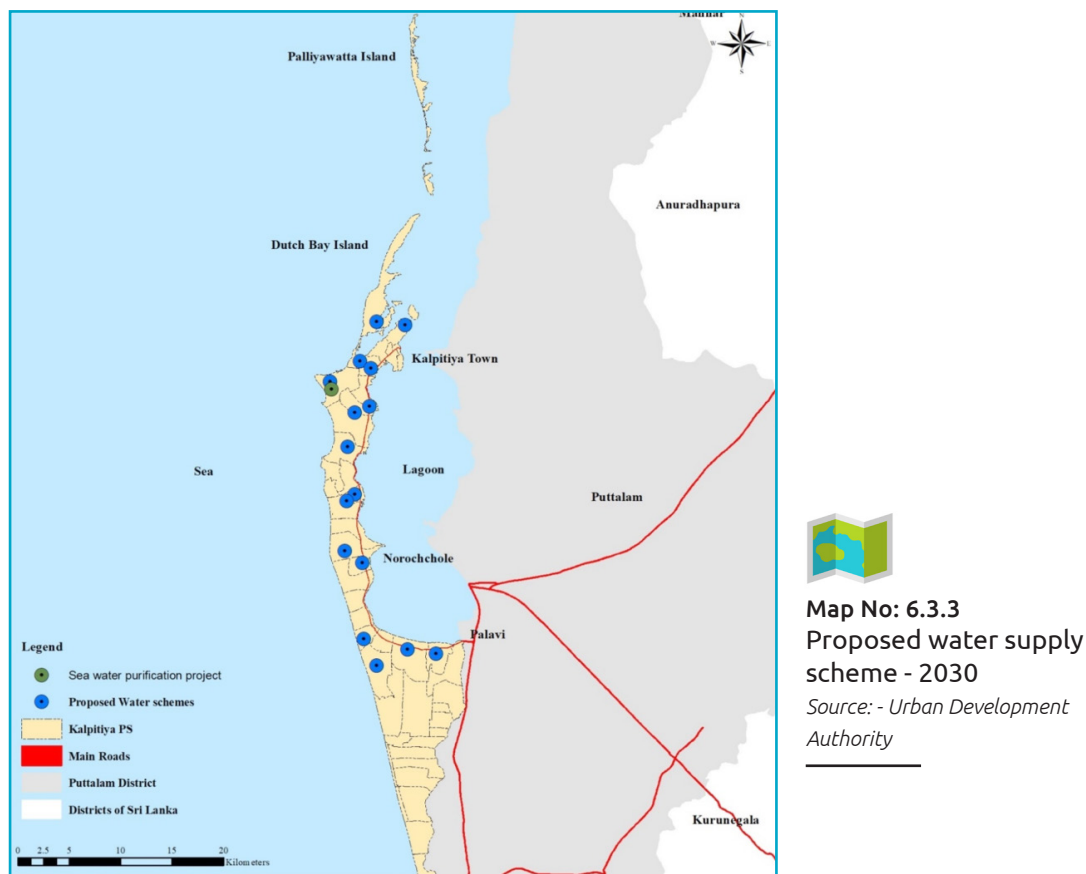 Mannar
N
W
E
S
Palliyawatta Island
Anuradhapura
Dutch Bay Island
Kalpitiya Town
Sea
Lagoon
Puttalam
Norochchole
Palavi
Legend
Sea water purification project
Proposed Water schemes
Kalpitiya PS
Main Roads
Puttalam District
Districts of Sri Lanka
Kurunegala
0 2.5 5 10 15 20
Kilometers
Map No: 6.3.3
Proposed water supply
scheme - 2030
Source: - Urban Development
Authority